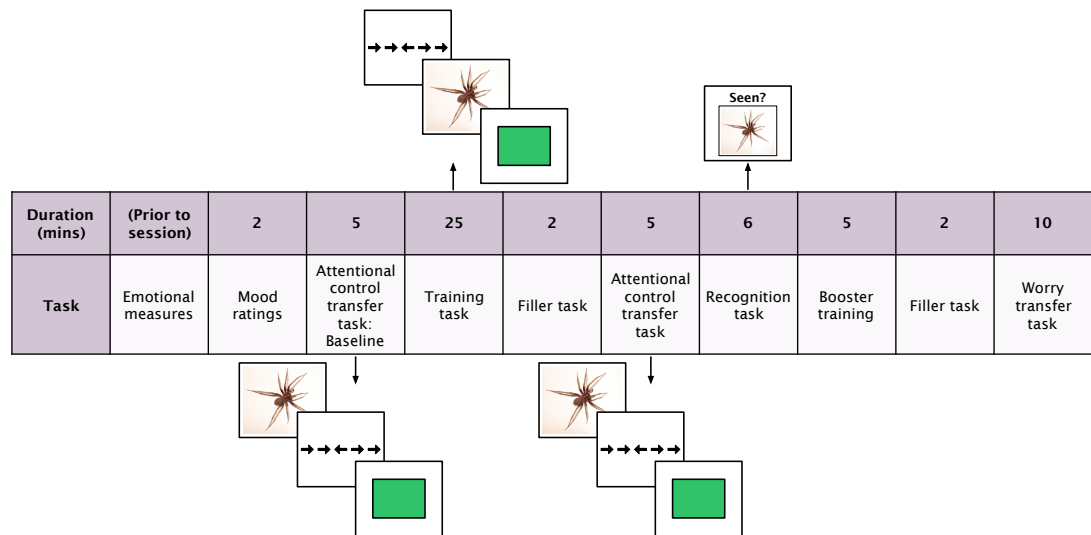 Seen?
Duration
(mins)
(Prior to
session)
2
5
25
2
5
6
5
2
10
Task
Emotional
measures
Mood
ratings
Attentional
control
transfer
task:
Baseline
Training
task
Filler task
Attentional
control
transfer
task
Recognition
task
Booster
training
Filler task
Worry
transfer
task